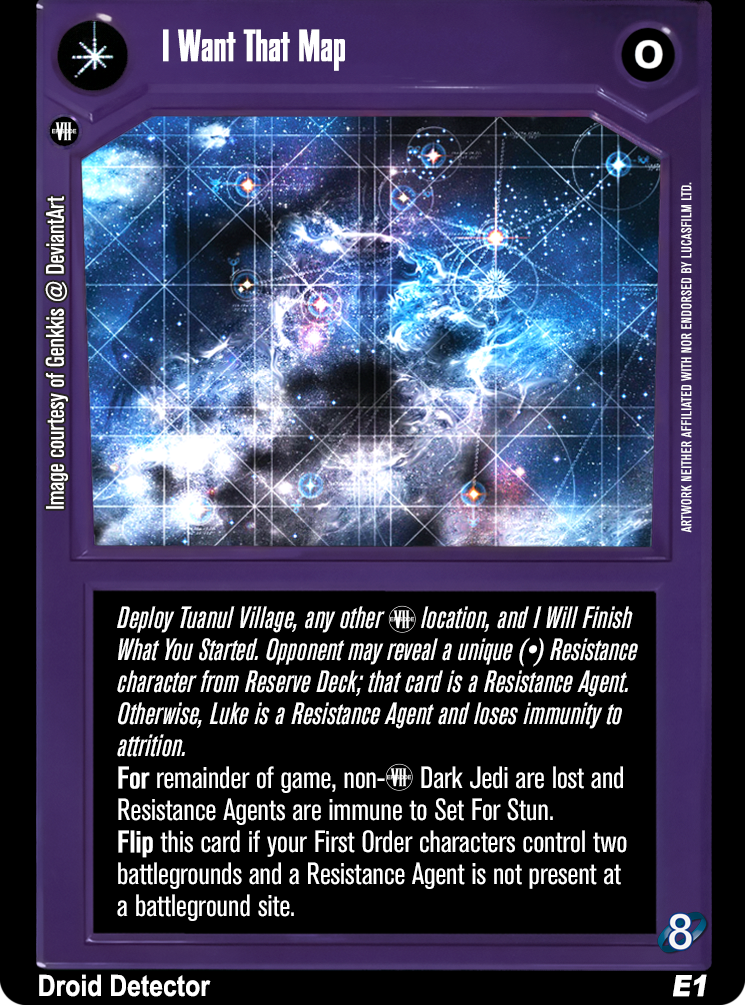 I Want That Map
O
EPISODE VII
Image courtesy of Genkkis @ DeviantArt
ARTWORK NEITHER AFFILIATED WITH NOR ENDORSED BY LUCASFILM LTD.
Deploy Tuanul Village, any other EPISODE VII location, and I Will Finish
What You Started. Opponent may reveal a unique (•) Resistance
character from Reserve Deck; that card is a Resistance Agent.
Otherwise, Luke is a Resistance Agent and loses immunity to
attrition.
For remainder of game, non-EPISODE VII Dark Jedi are lost and
Resistance Agents are immune to Set For Stun.
Flip this card if your First Order characters control two
battlegrounds and a Resistance Agent is not present at
a battleground site.
8
Droid Detector
E1